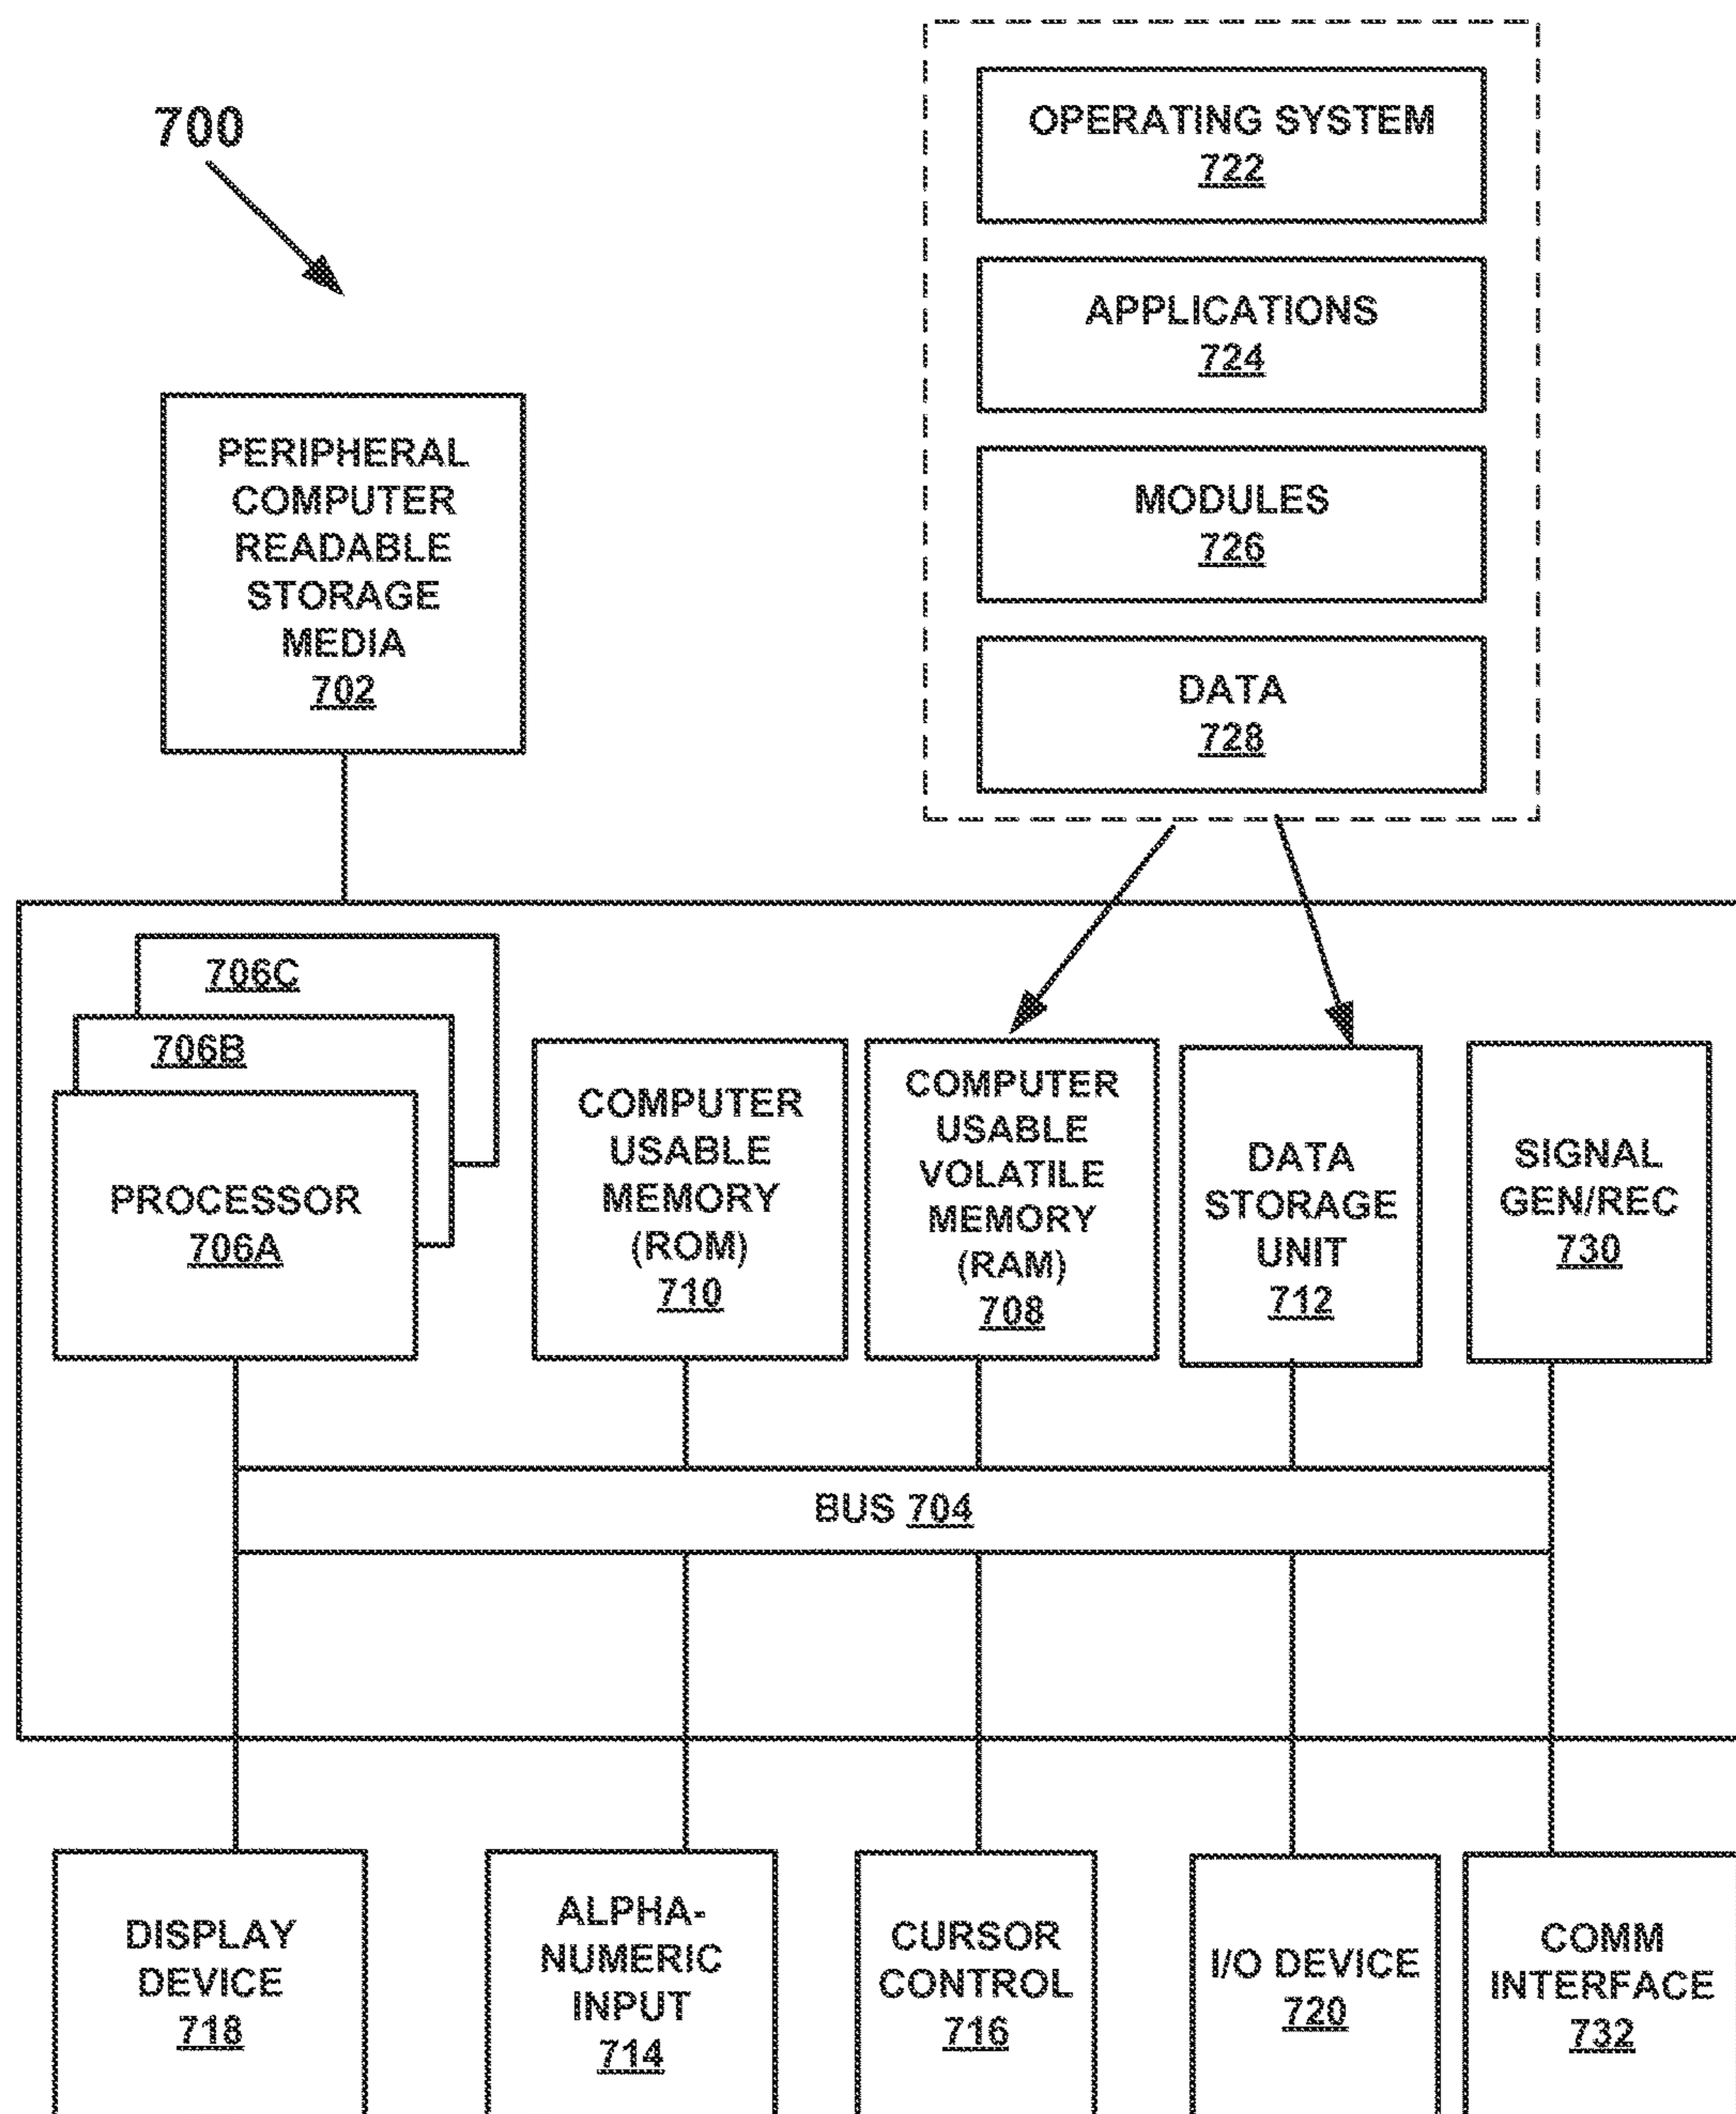 700
OPERATING SYSTEM
722
APPLICATIONS
724
MODULES
726
DATA
728
PERIPHERAL
COMPUTER
READABLE
STORAGE
MEDIA
702
706C
706B
PROCESSOR
706A
COMPUTER
USABLE
MEMORY
(ROM)
710
COMPUTER
USABLE
VOLATILE
MEMORY
(RAM)
708
DATA
STORAGE
UNIT
712
SIGNAL
GEN/REC
730
BUS 704
DISPLAY
DEVICE
718
ALPHA-
NUMERIC
INPUT
714
CURSOR
CONTROL
716
I/O DEVICE
720
COMM
INTERFACE
732